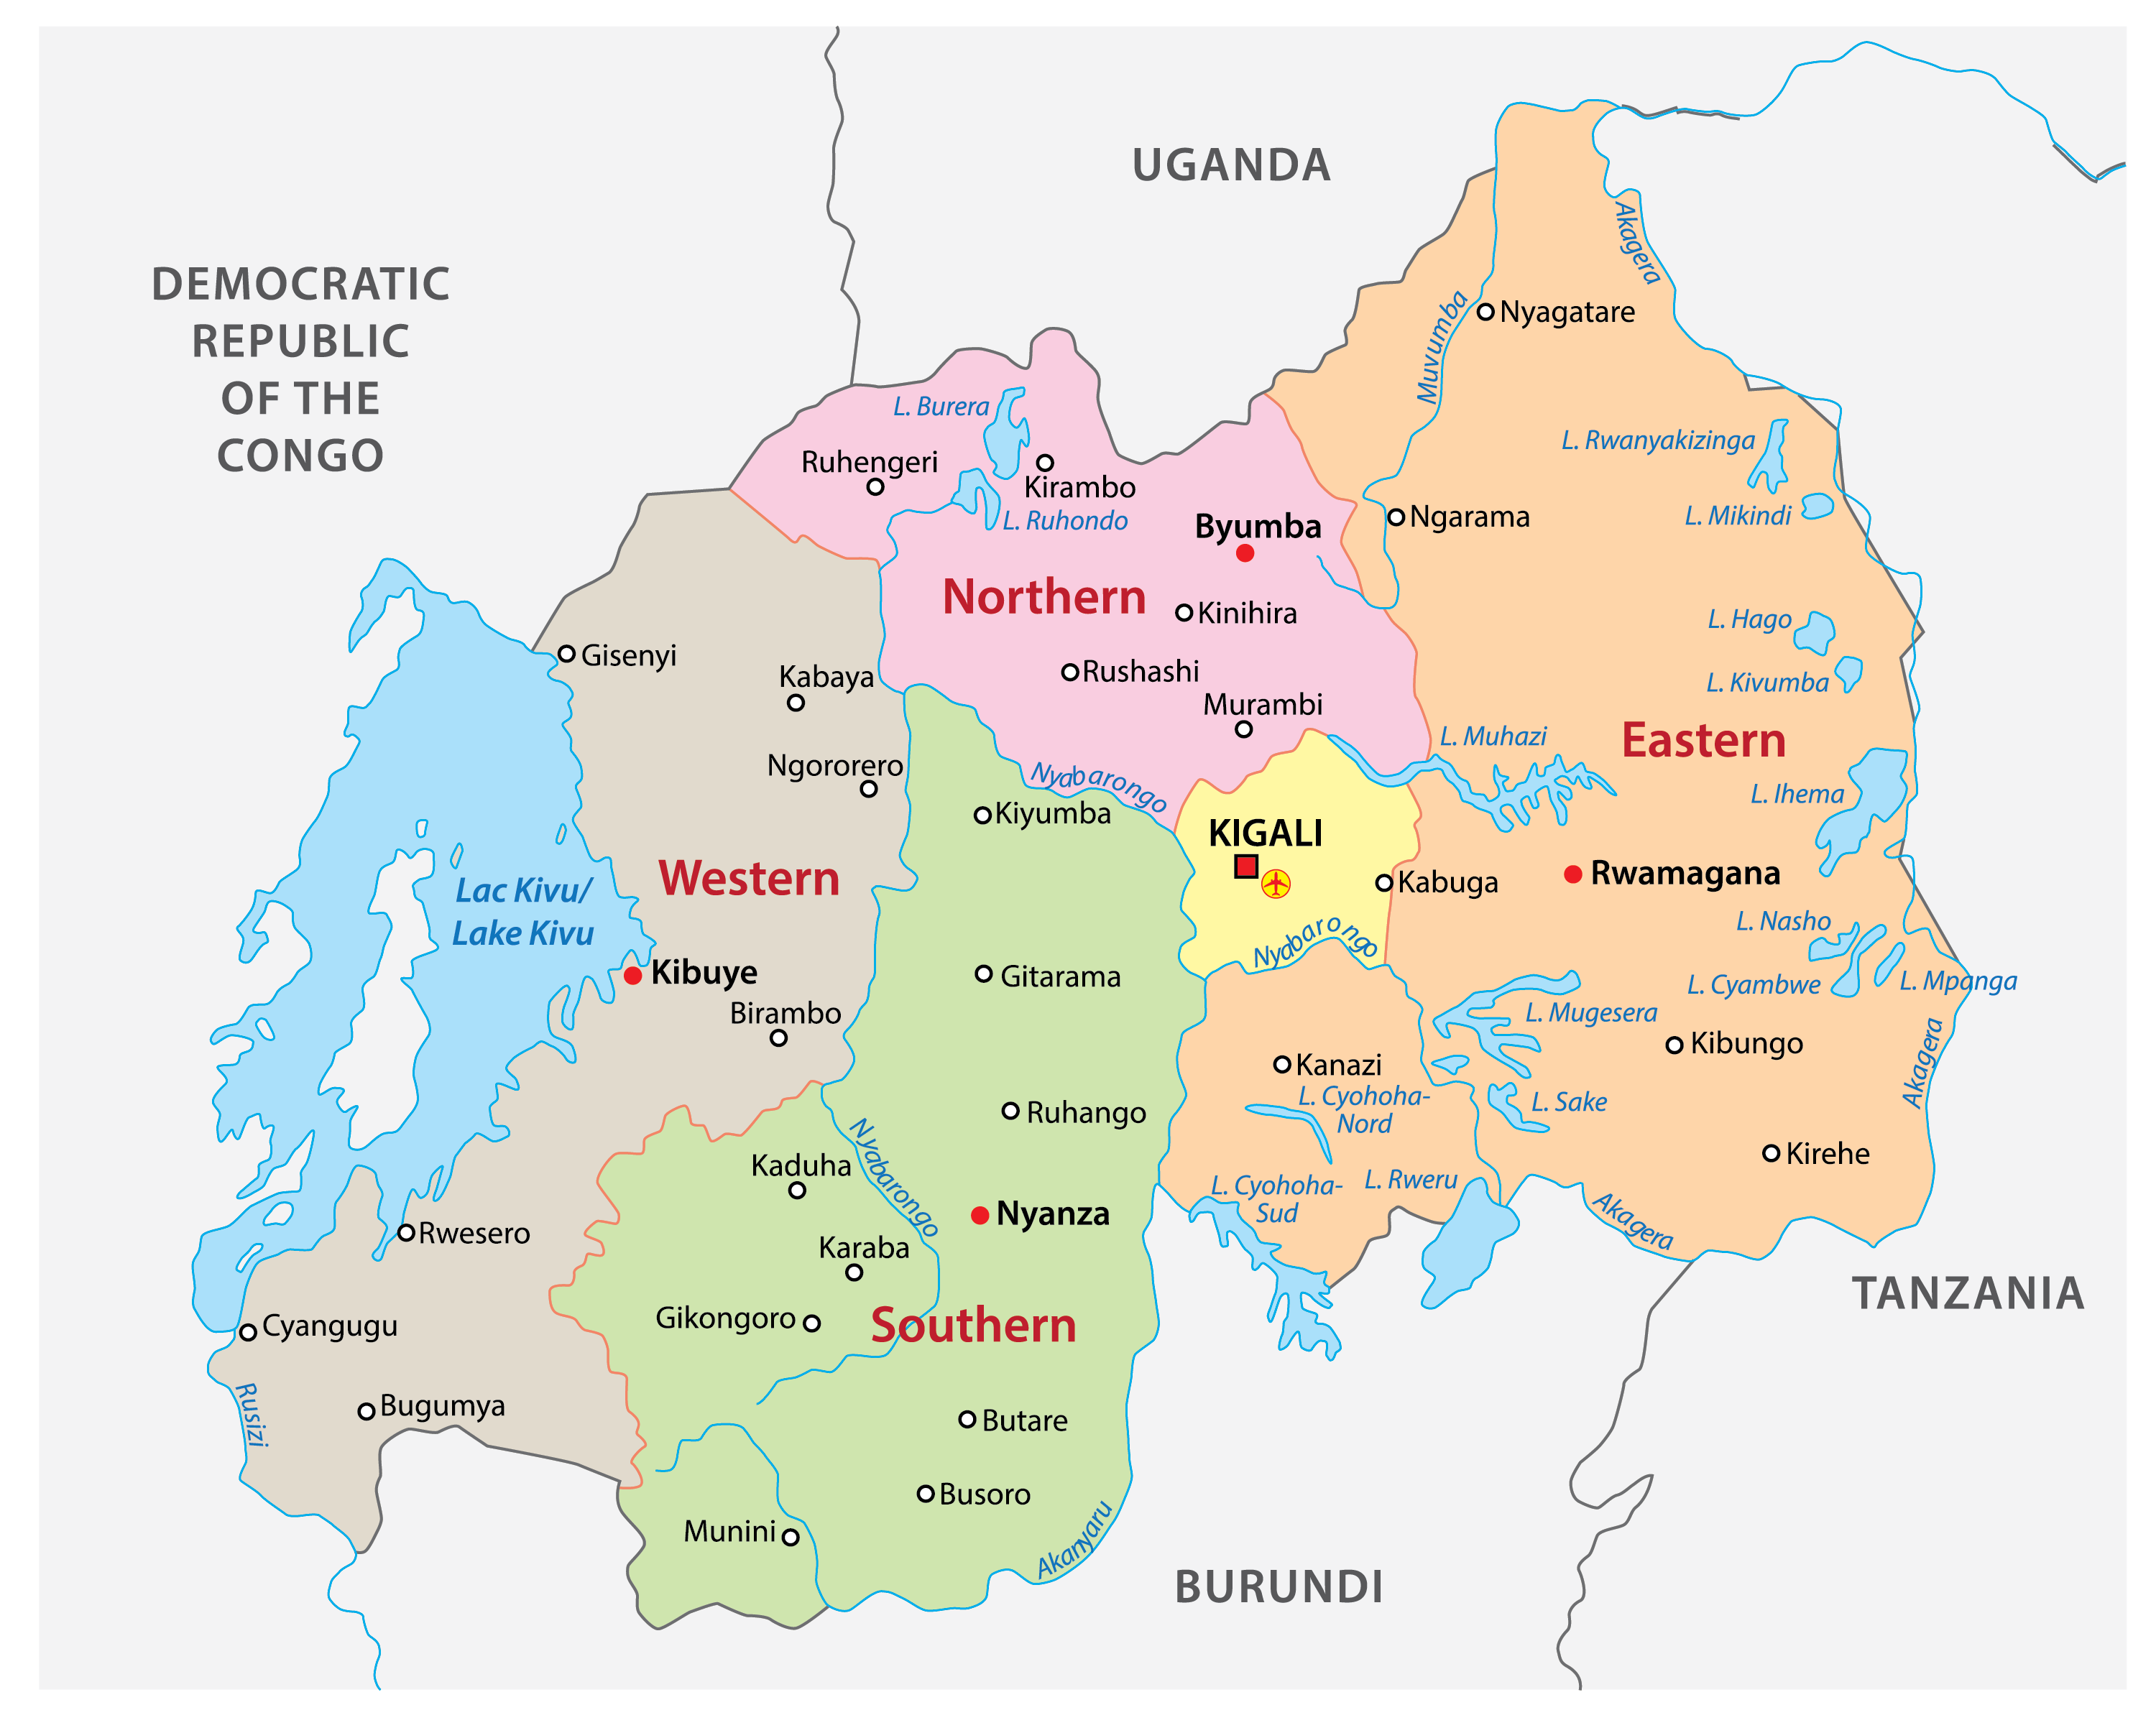 UGANDA
DEMOCRATIC
REPUBLIC
OF THE
CONGO
Akagera
Nyagatare
Muvumba
L. Burera
L. Rwanyakizinga
Ruhengeri
Kirambo
L. Ruhondo
L. Mikindi
Ngarama
Byumba
Northern
Kinihira
L. Hago
Gisenyi
Kabaya
Rushashi
L. Kivumba
Murambi
L. Muhazi
Eastern
Ngororero
Nyabarongo
L. Ihema
Kiyumba
KIGALI
Western
Kabuga
Rwamagana
Lac Kivu/
Lake Kivu
L. Nasho
Nyabarongo
Kibuye
Gitarama
L. Cyambwe
L. Mpanga
Birambo
L. Mugesera
Kibungo
Kanazi
Akagera
L. Cyohoha-
Nord
L. Sake
Ruhango
Kaduha
Nyabarongo
Kirehe
L. Cyohoha-
Sud
L. Rweru
Nyanza
Akagera
Rwesero
Karaba
TANZANIA
Cyangugu
Gikongoro
Southern
Rusizi
Bugumya
Butare
Busoro
Munini
Akanyaru
BURUNDI